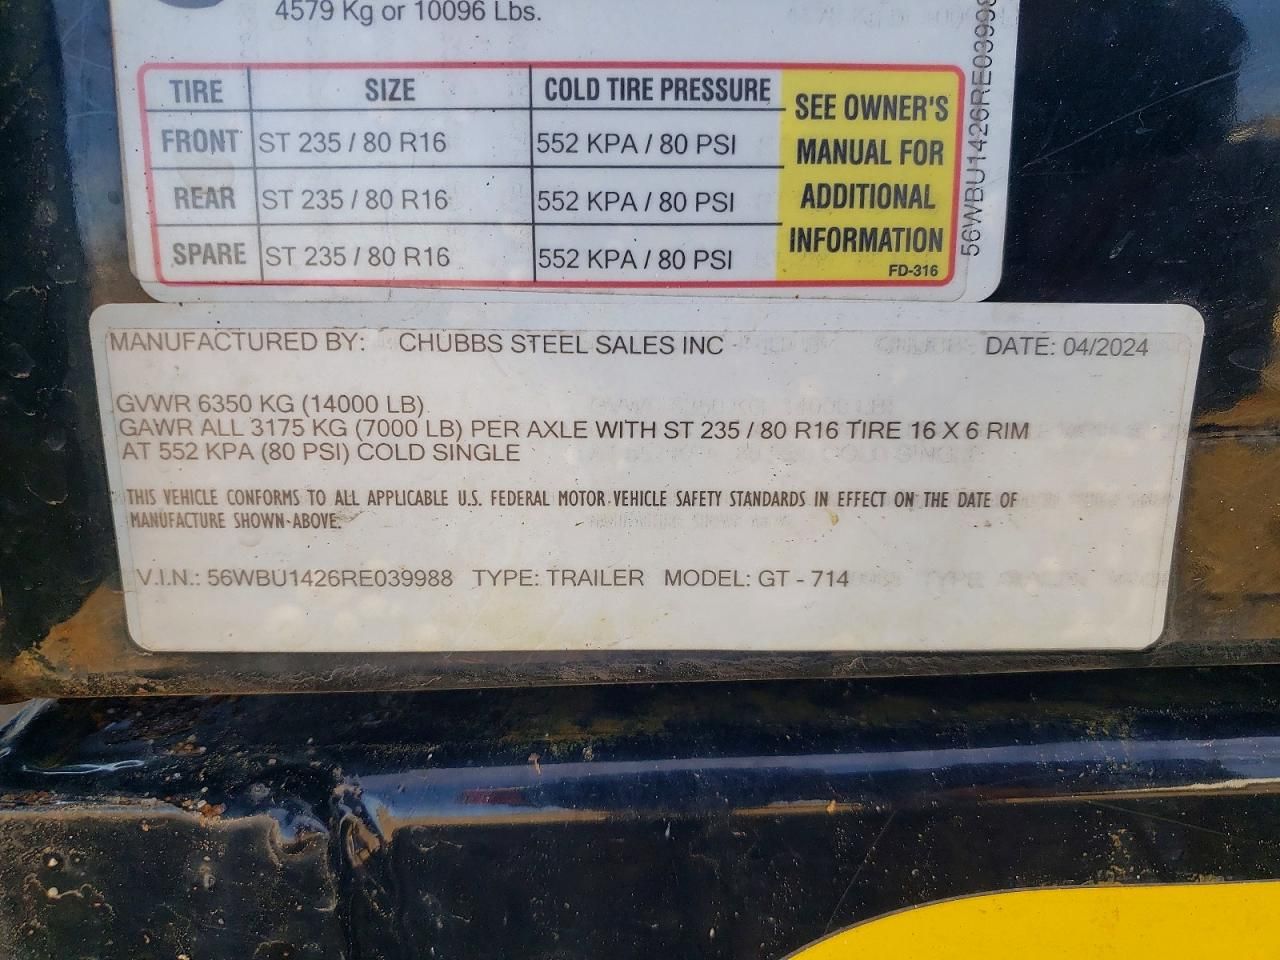 4579 Kg or 10096 Lbs.
TIRE SIZE COLD TIRE PRESSURE
FRONT ST 235 / 80 R16 552 KPA / 80 PSI
REAR ST 235 / 80 R16 552 KPA / 80 PSI
SPARE ST 235 / 80 R16 552 KPA / 80 PSI
SEE OWNER'S
MANUAL FOR
ADDITIONAL
INFORMATION
FD-316
56WBU1426RE03998
MANUFACTURED BY: CHUBBS STEEL SALES INC DATE: 04/2024
GVWR 6350 KG (14000 LB)
GAWR ALL 3175 KG (7000 LB) PER AXLE WITH ST 235 / 80 R16 TIRE 16 X 6 RIM
AT 552 KPA (80 PSI) COLD SINGLE
THIS VEHICLE CONFORMS TO ALL APPLICABLE U.S. FEDERAL MOTOR VEHICLE SAFETY STANDARDS IN EFFECT ON THE DATE OF
MANUFACTURE SHOWN ABOVE.
V.I.N.: 56WBU1426RE039988 TYPE: TRAILER MODEL: GT - 714